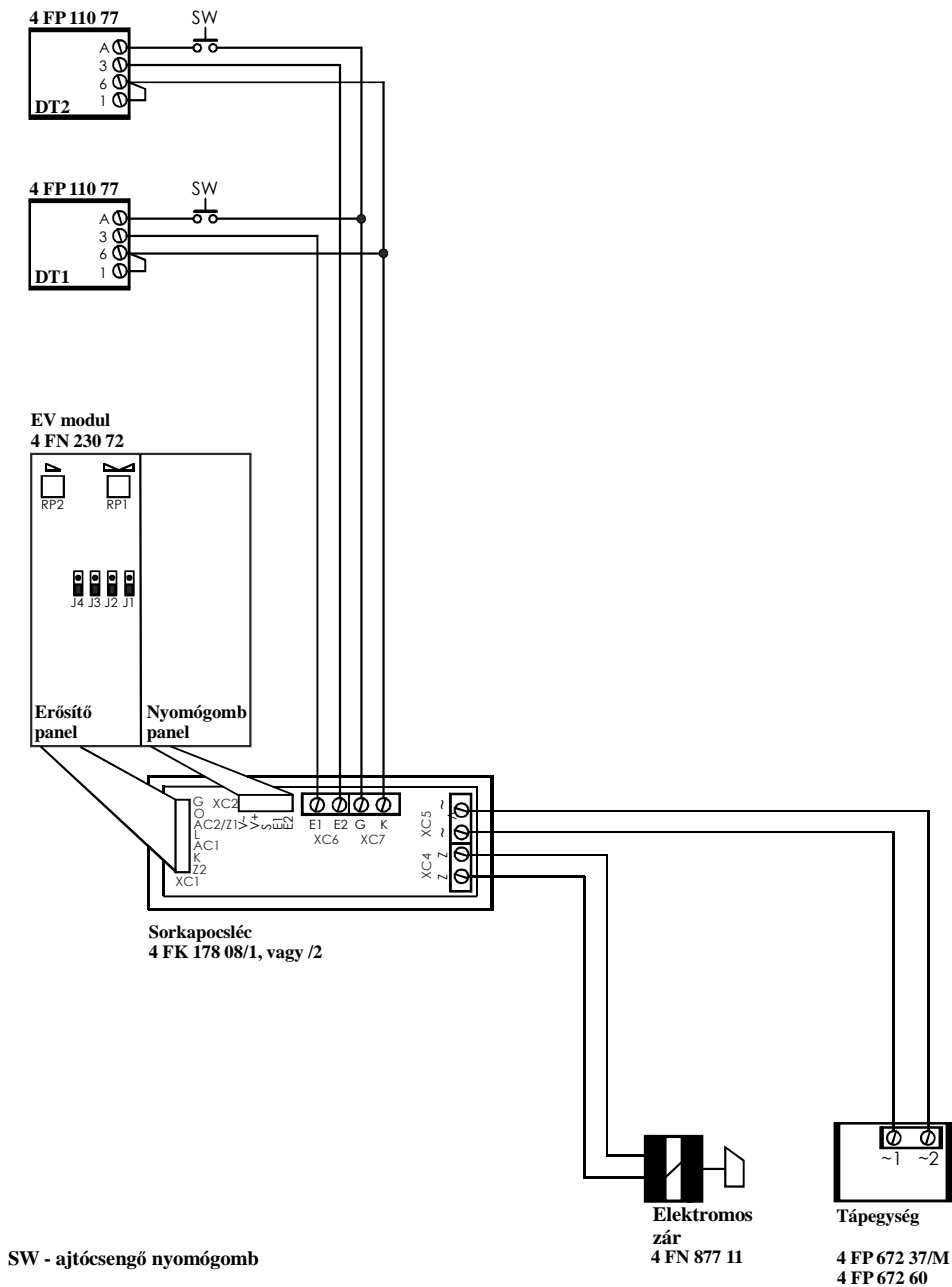 4 FP 110 77
SW
A
3
6
1
DT2
4 FP 110 77
SW
A
3
6
1
DT1
EV modul
4 FN 230 72
RP2
RP1
J4 J3 J2 J1
Erősítő
panel
Nyomógomb
panel
G
O
AC2/Z1
L
AC1
K
Z2
XC1
XC2
V~
V+
S
E1
E2
E1 E2 G K
XC6 XC7
~
~
XC5
Z
Z
XC4
Sorkapocsléc
4 FK 178 08/1, vagy /2
~1 ~2
Elektromos
zár
4 FN 877 11
Tápegység
4 FP 672 37/M
4 FP 672 60
SW - ajtócsengő nyomógomb